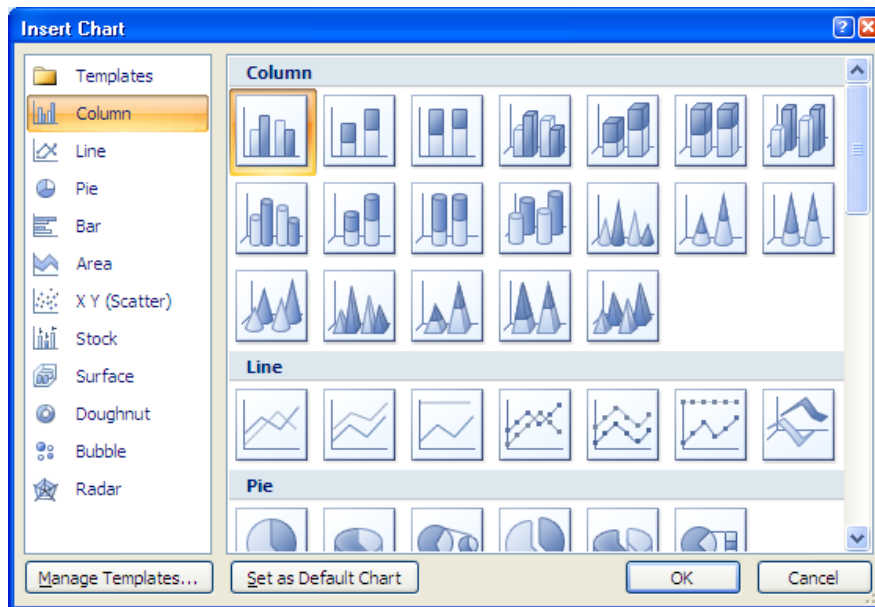 Insert Chart
Templates
Column
Line
Pie
Bar
Area
X Y (Scatter)
Stock
Surface
Doughnut
Bubble
Radar
Column
Line
Pie
Manage Templates...
Set as Default Chart
OK
Cancel